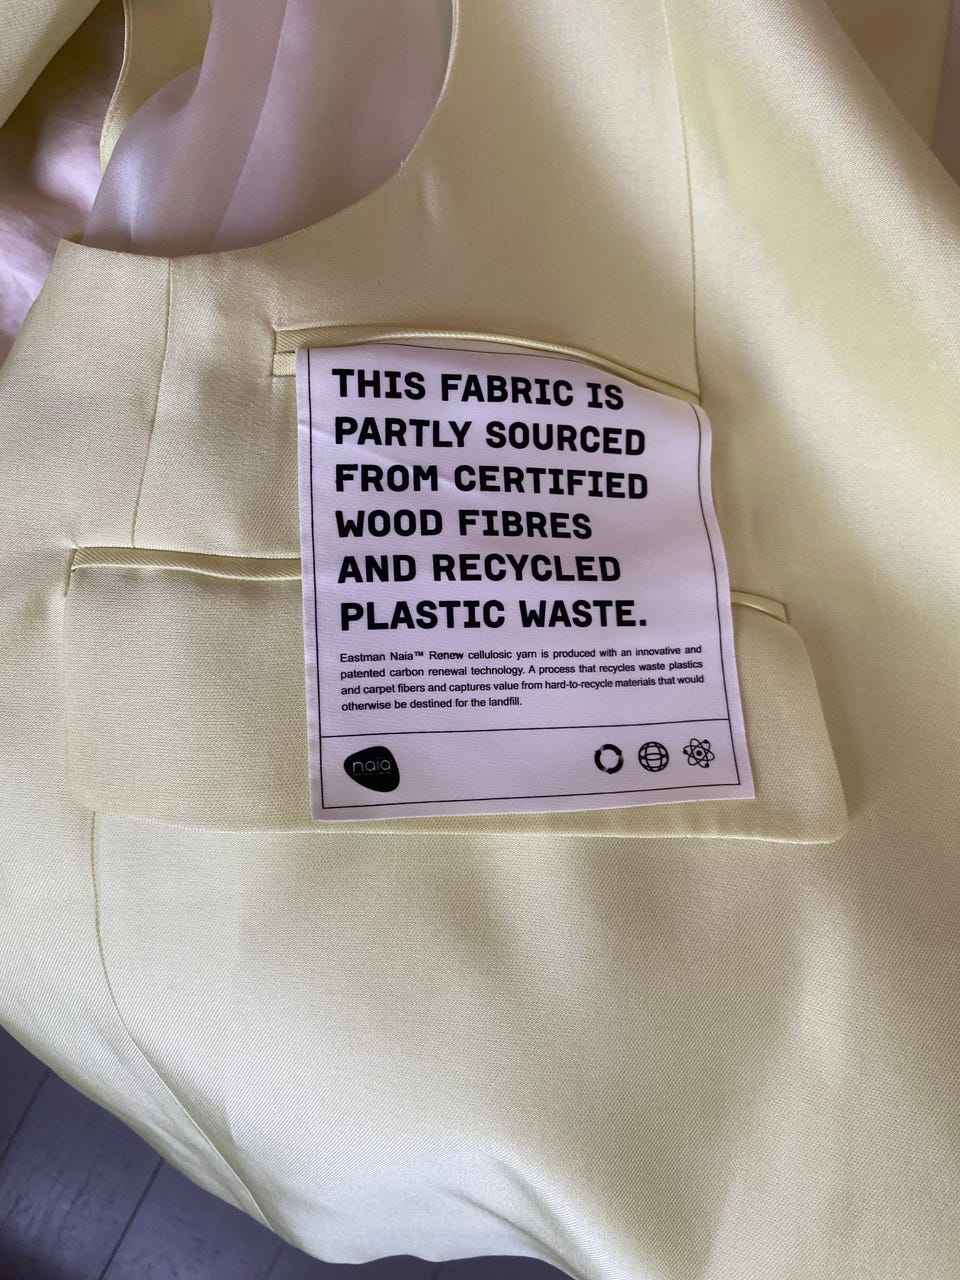 THIS FABRIC IS
PARTLY SOURCED
FROM CERTIFIED
WOOD FIBRES
AND RECYCLED
PLASTIC WASTE.
Eastman Naia™ Renew cellulosic yarn is produced with an innovative and
patented carbon renewal technology. A process that recycles waste plastics
and carpet fibers and captures value from hard-to-recycle materials that would
otherwise be destined for the landfill.
naia